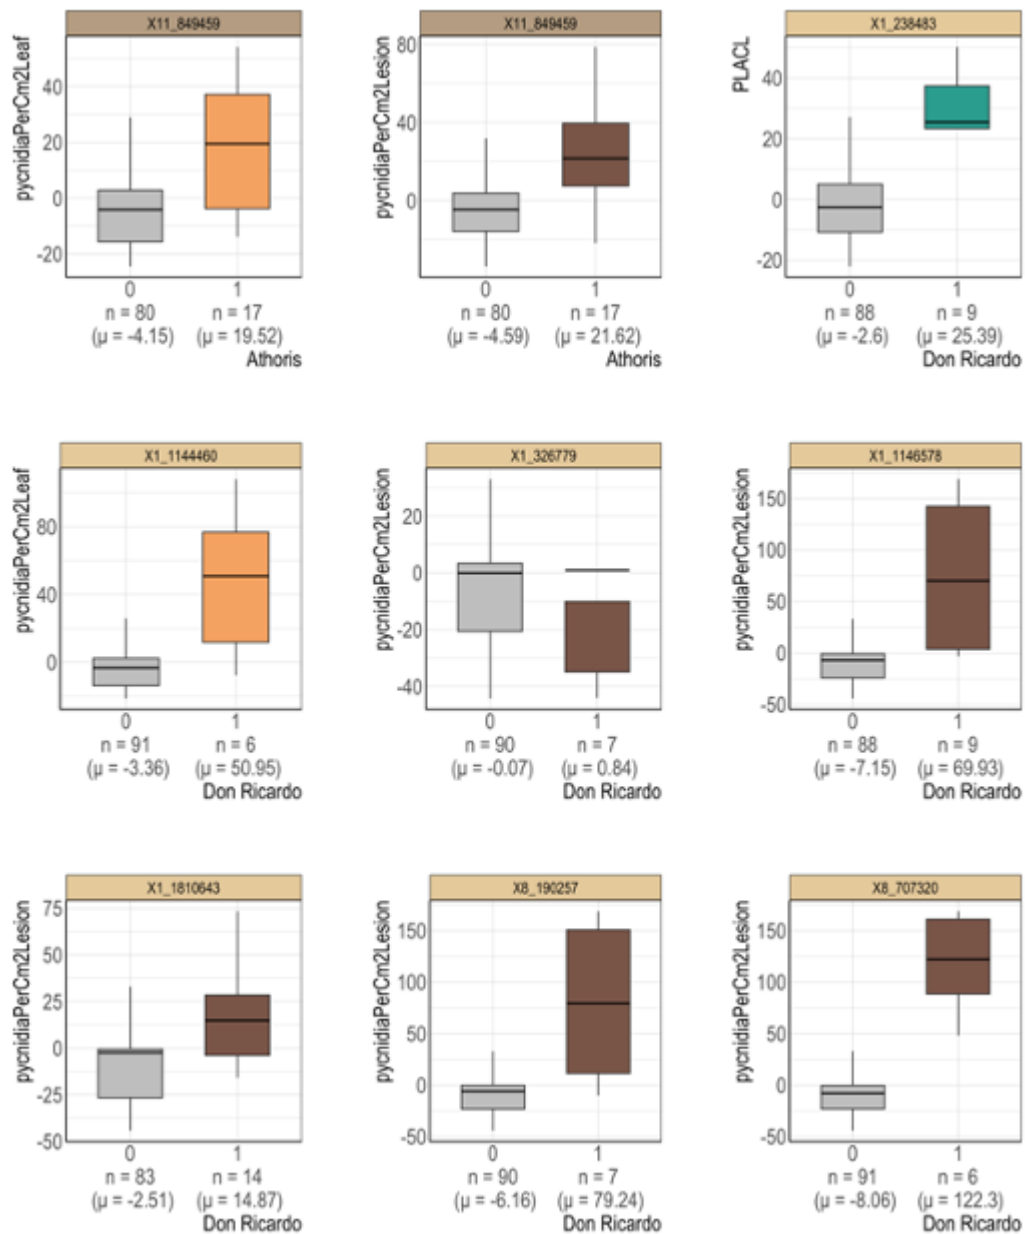 X11_849459
pycnidiaPerCm2Leaf
40
20
0
-20
0 1
n = 80 n = 17
(μ = -4.15) (μ = 19.52)
Athoris
X11_849459
pycnidiaPerCm2Lesion
80
40
0
0 1
n = 80 n = 17
(μ = -4.59) (μ = 21.62)
Athoris
X1_238483
PLACL
40
20
0
-20
0 1
n = 88 n = 9
(μ = -2.6) (μ = 25.39)
Don Ricardo
X1_1144460
pycnidiaPerCm2Leaf
80
40
0
0 1
n = 91 n = 6
(μ = -3.36) (μ = 50.95)
Don Ricardo
X1_326779
pycnidiaPerCm2Lesion
20
0
-20
-40
0 1
n = 90 n = 7
(μ = -0.07) (μ = 0.84)
Don Ricardo
X1_1146578
pycnidiaPerCm2Lesion
150
100
50
0
-50
0 1
n = 88 n = 9
(μ = -7.15) (μ = 69.93)
Don Ricardo
X1_1810643
pycnidiaPerCm2Lesion
75
50
25
0
-25
-50
0 1
n = 83 n = 14
(μ = -2.51) (μ = 14.87)
Don Ricardo
X8_190257
pycnidiaPerCm2Lesion
150
100
50
0
-50
0 1
n = 90 n = 7
(μ = -6.16) (μ = 79.24)
Don Ricardo
X8_707320
pycnidiaPerCm2Lesion
150
100
50
0
-50
0 1
n = 91 n = 6
(μ = -8.06) (μ = 122.3)
Don Ricardo